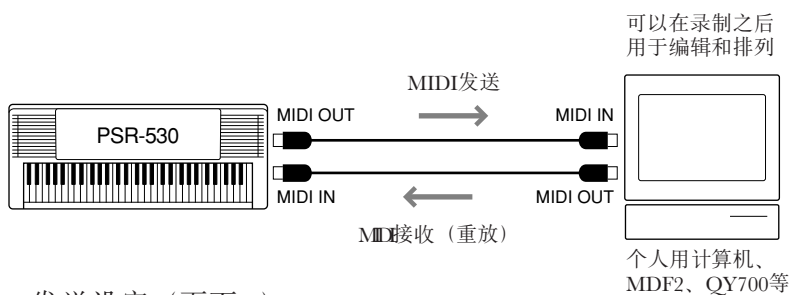 可以在录制之后
用于编辑和排列
MIDI发送
MIDI OUT
MIDI IN
PSR-530
MIDI IN
MIDI OUT
接收（重放）
个人用计算机、
MDF2、QY700等